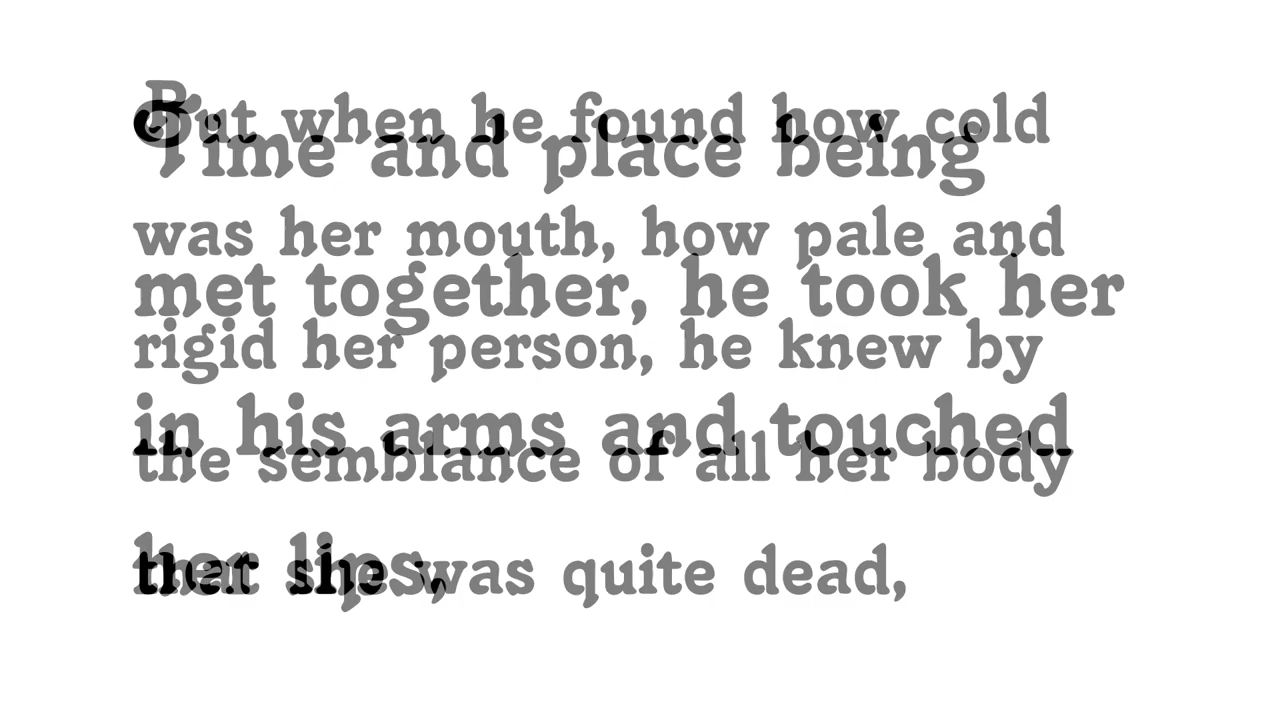 Time and place being
met together, he took her
in his arms and touched
her lips,
But when he found how cold
was her mouth, how pale and
rigid her person, he knew by
the semblance of all her body
that she was quite dead,